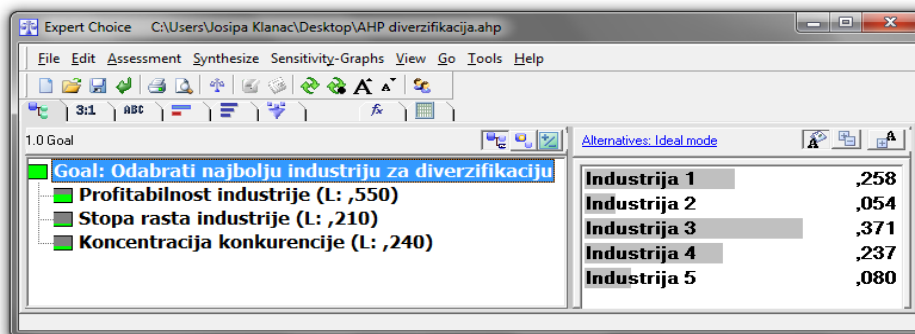 Expert Choice C:\Users\Josipa Klanac\Desktop\AHP diverzifikacija.ahp
File Edit Assessment Synthesize Sensitivity-Graphs View Go Tools Help
A A
3:1 ABC fx
1.0 Goal
Alternatives: Ideal mode
A A
Goal: Odabrati najbolju industriju za diverzifikaciju
Profitabilnost industrije (L: ,550)
Stopa rasta industrije (L: ,210)
Koncentracija konkurencije (L: ,240)
Industrija 1 ,258
Industrija 2 ,054
Industrija 3 ,371
Industrija 4 ,237
Industrija 5 ,080